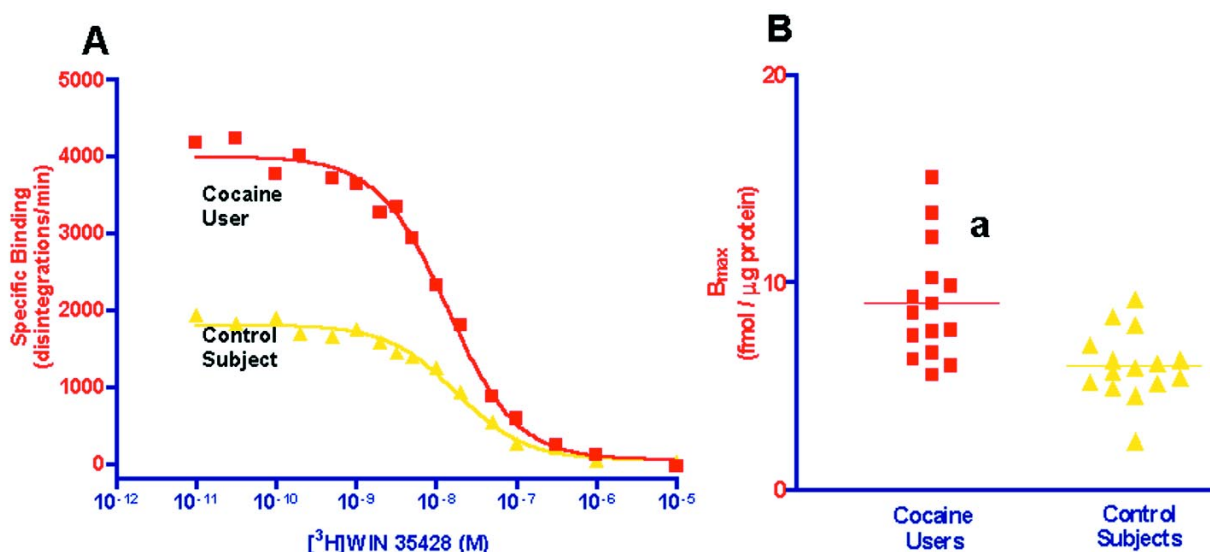 A
B
Specific Binding
(disintegrations/min)
5000
4000
3000
2000
1000
0
Cocaine
User
Control
Subject
10⁻¹² 10⁻¹¹ 10⁻¹⁰ 10⁻⁹ 10⁻⁸ 10⁻⁷ 10⁻⁶ 10⁻⁵
[³H]WIN 35428 (M)
Bₘₐₓ
(fmol / μg protein)
20
10
0
a
Cocaine
Users
Control
Subjects